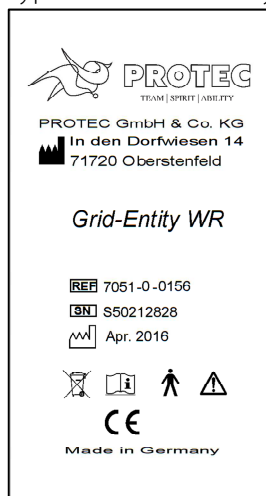 PROTEC
TEAM | SPIRIT | ABILITY
PROTEC GmbH & Co. KG
In den Dorfwiesen 14
71720 Oberstenfeld
Grid-Entity WR
REF 7051-0-0156
SN S50212828
Apr. 2016
CE
Made in Germany